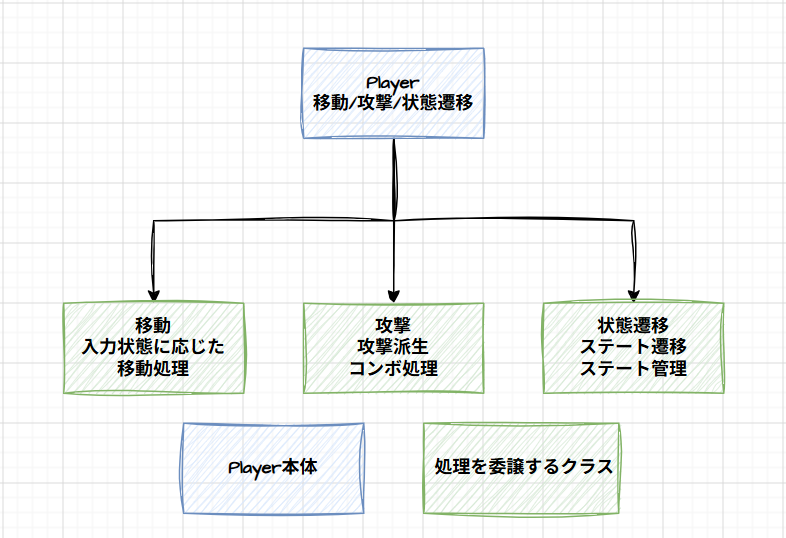 Player
移動/攻撃/状態遷移
移動
入力状態に応じた
移動処理
攻撃
攻撃派生
コンボ処理
状態遷移
ステート遷移
ステート管理
Player本体
処理を委譲するクラス